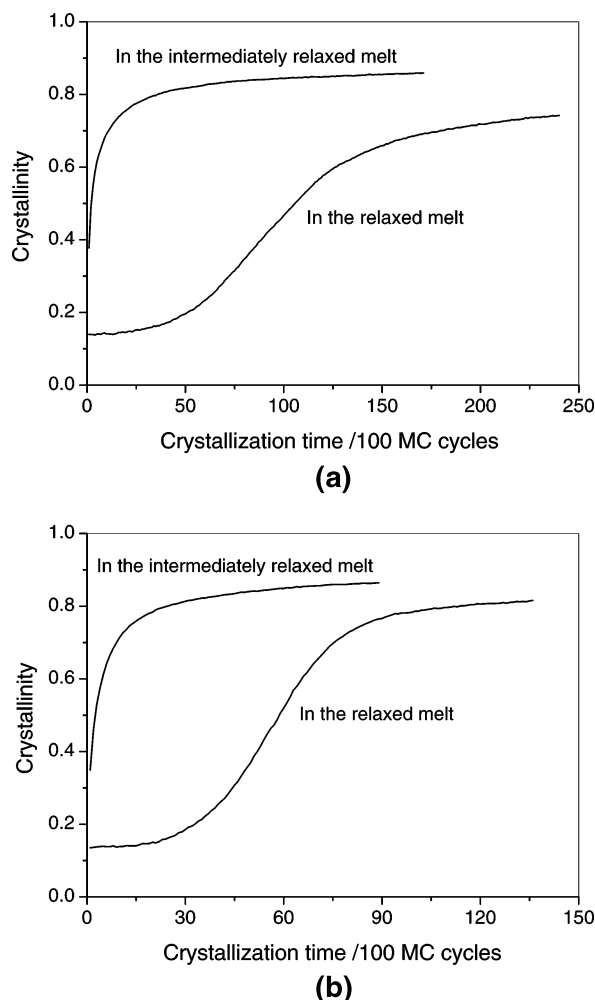 1.0
In the intermediately relaxed melt
0.8
0.6
Crystallinity
In the relaxed melt
0.4
0.2
0.0
0 50 100 150 200 250
Crystallization time /100 MC cycles
(a)
1.0
In the intermediately relaxed melt
0.8
0.6
Crystallinity
In the relaxed melt
0.4
0.2
0.0
0 30 60 90 120 150
Crystallization time /100 MC cycles
(b)